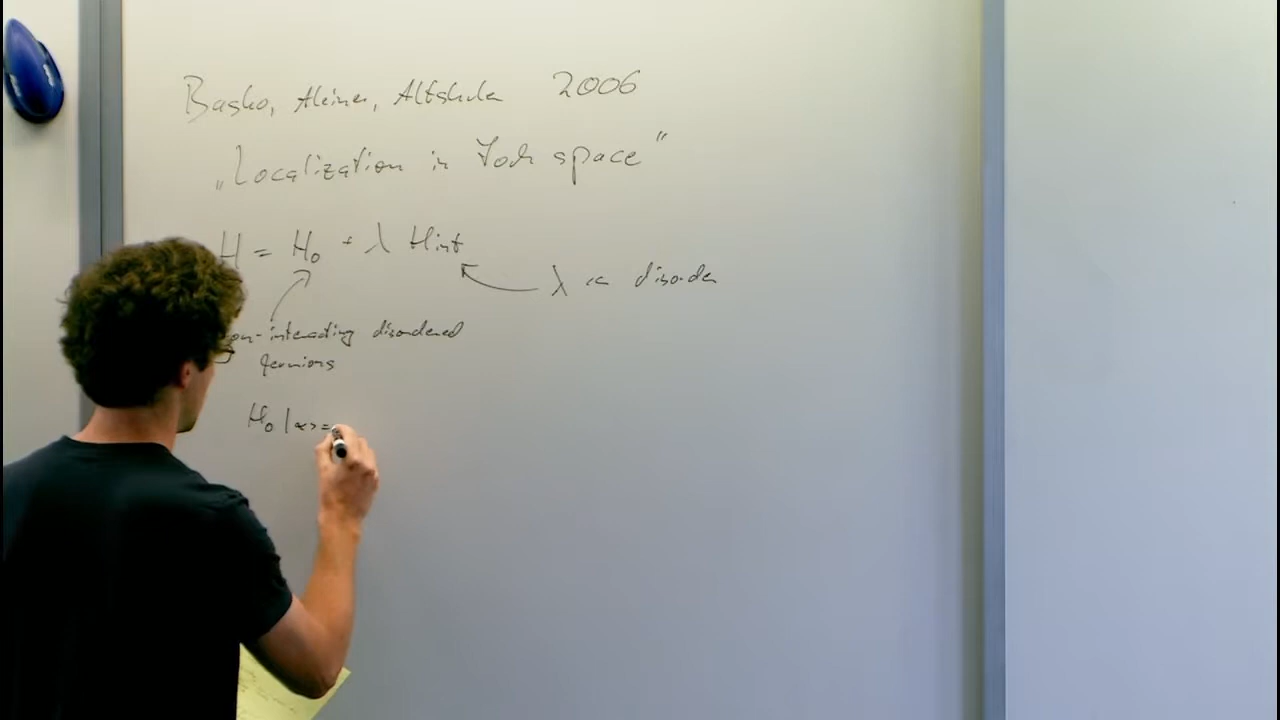 Basko, Aleiner, Altshuler 2006
„Localization in Fock space"
H = H₀ + λ Hint
λ << disorder
non-interacting disordered
fermions
H₀ |α> =